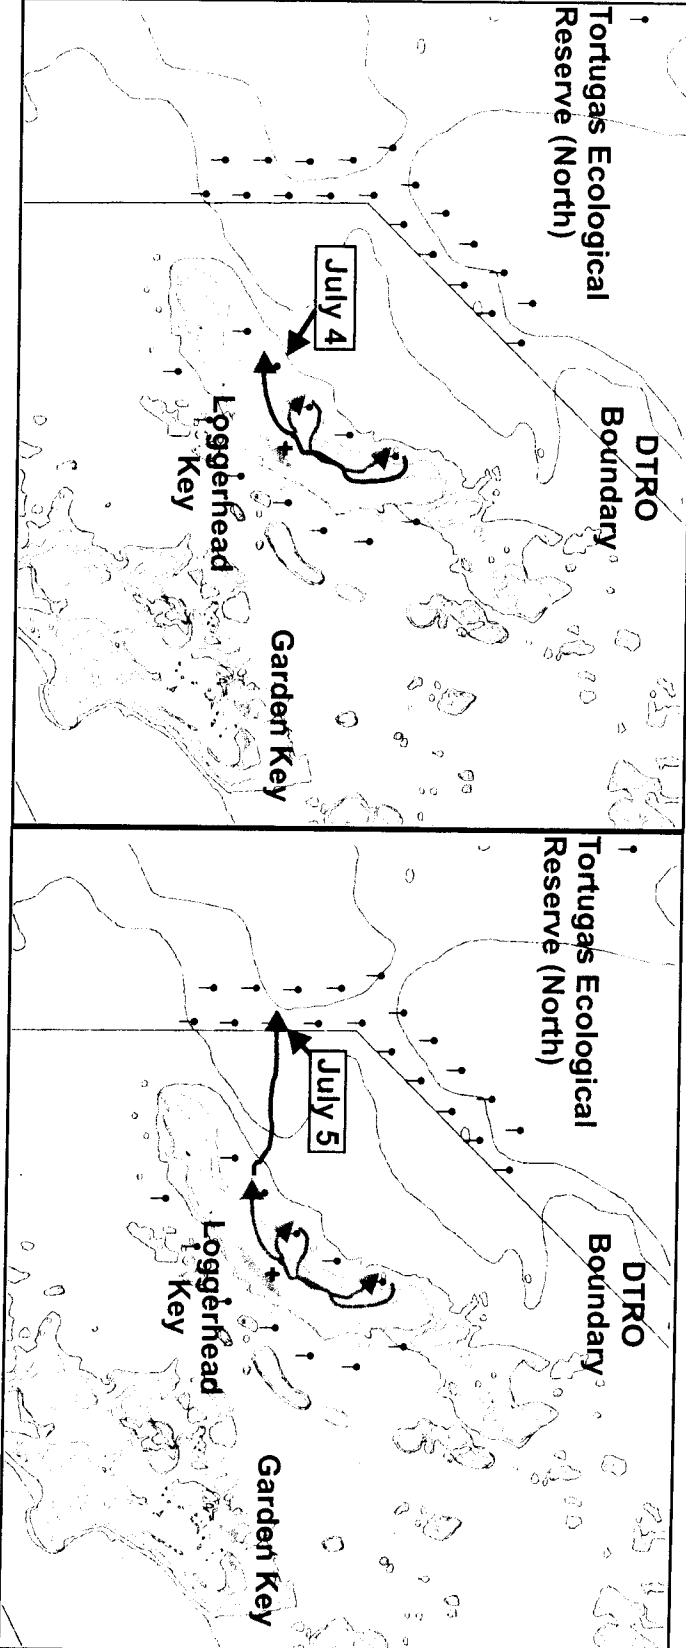 Tortugas Ecological
Reserve (North)
DTRO
Boundary
July 4
Loggerhead
Key
Garden Key
Tortugas Ecological
Reserve (North)
DTRO
Boundary
July 5
Loggerhead
Key
Garden Key